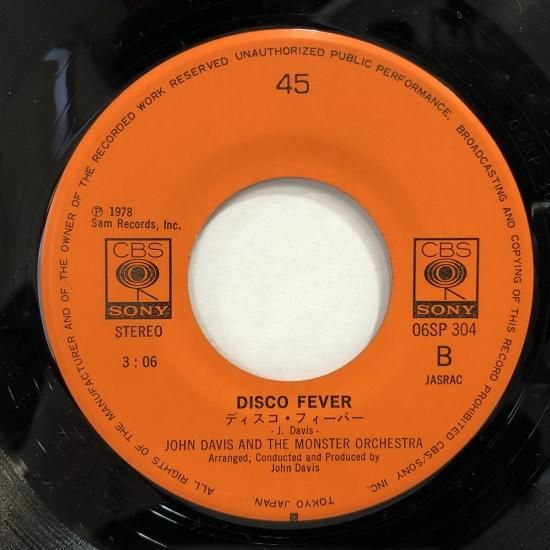 ALL RIGHTS OF THE MANUFACTURER AND OF THE OWNER OF THE RECORDED WORK RESERVED UNAUTHORIZED PUBLIC PERFORMANCE, BROADCASTING AND COPYING OF THIS RECORD PROHIBITED CBS/SONY INC. TOKYO JAPAN.
45
℗ 1978
Sam Records, Inc.
CBS
SONY
STEREO
3:06
CBS
SONY
06SP 304
B
JASRAC
DISCO FEVER
ディスコ・フィーバー
- J. Davis -
JOHN DAVIS AND THE MONSTER ORCHESTRA
Arranged, Conducted and Produced by
John Davis